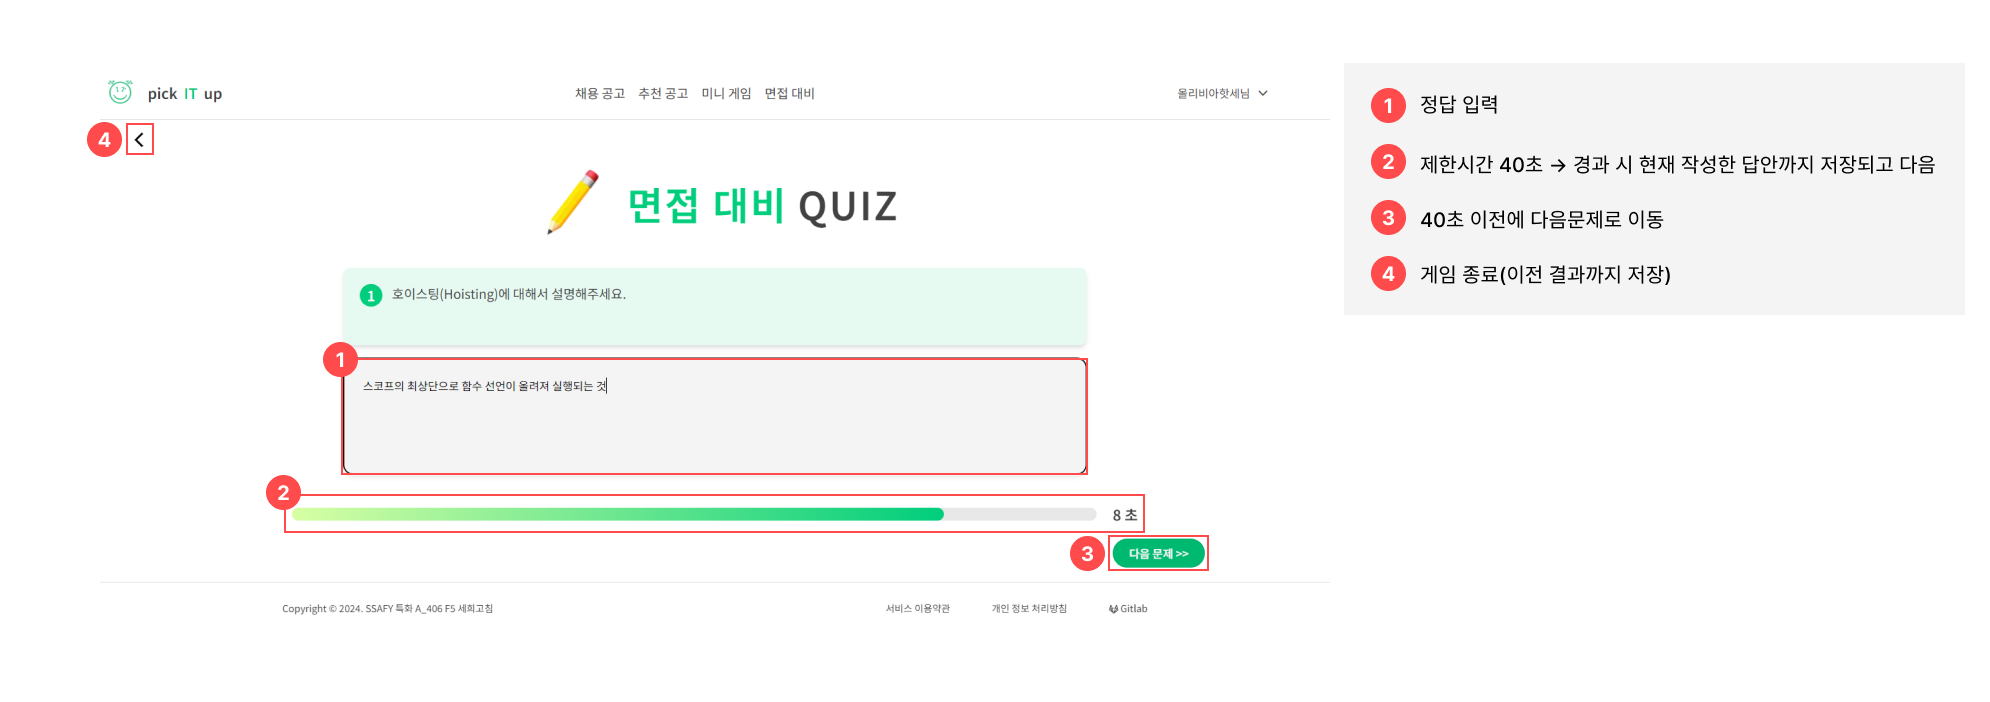 pick IT up
채용 공고 추천 공고 미니 게임 면접 대비
올리비아핫세님
4
면접 대비 QUIZ
1 호이스팅(Hoisting)에 대해서 설명해주세요.
1
스코프의 최상단으로 함수 선언이 올려져 실행되는 것
2
8 초
3
다음 문제 >>
Copyright © 2024. SSAFY 특화 A_406 F5 세희고침
서비스 이용약관
개인 정보 처리방침
Gitlab
1 정답 입력
2 제한시간 40초 → 경과 시 현재 작성한 답안까지 저장되고 다음
3 40초 이전에 다음문제로 이동
4 게임 종료(이전 결과까지 저장)